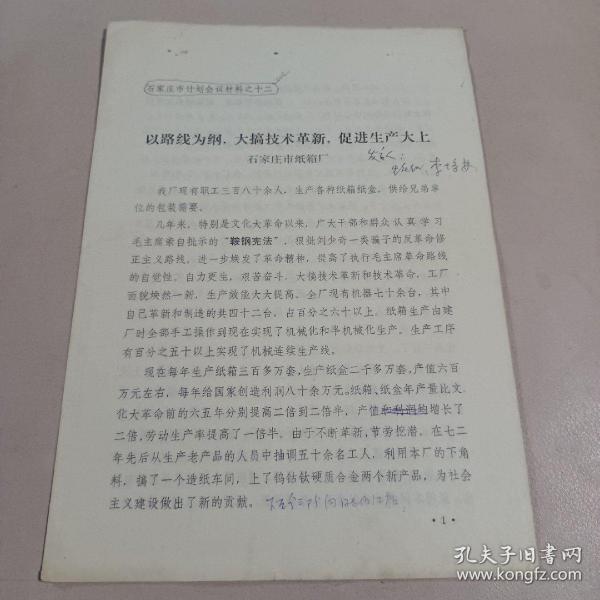 石家庄市计划会议材料之十二
以路线为纲，大搞技术革新，促进生产大上
石家庄市纸箱厂
发言人：
我厂现有职工三百八十余人，生产各种纸箱纸盒，供给兄弟单
位的包装需要。
几年来，特别是文化大革命以来，广大干部和群众认真学习
毛主席亲自批示的“鞍钢宪法”，狠批刘少奇一类骗子的反革命修
正主义路线，进一步焕发了革命精神，提高了执行毛主席革命路线
的自觉性。自力更生，艰苦奋斗，大搞技术革新和技术革命，工厂
面貌焕然一新，生产效能大大提高。全厂现有机器七十余台，其中
自己革新和制造的共四十二台，占百分之六十以上。纸箱生产由建
厂时全部手工操作到现在实现了机械化和半机械化生产。生产工序
有百分之五十以上实现了机械连续生产线。
现在每年生产纸箱三百多万套，生产纸盒二千多万套，产值六百
万元左右，每年给国家创造利润八十余万元。纸箱、纸盒年产量比文
化大革命前的六五年分别提高二倍到二倍半，产值和利润均增长了
二倍，劳动生产率提高了一倍半。由于不断革新，节劳挖潜，在七二
年先后从生产老产品的人员中抽调五十余名工人，利用本厂的下角
料，搞了一个造纸车间，上了钨钴钛硬质合金两个新产品，为社会
主义建设做出了新的贡献。
·1·
孔夫子旧书网
www.kongfz.com